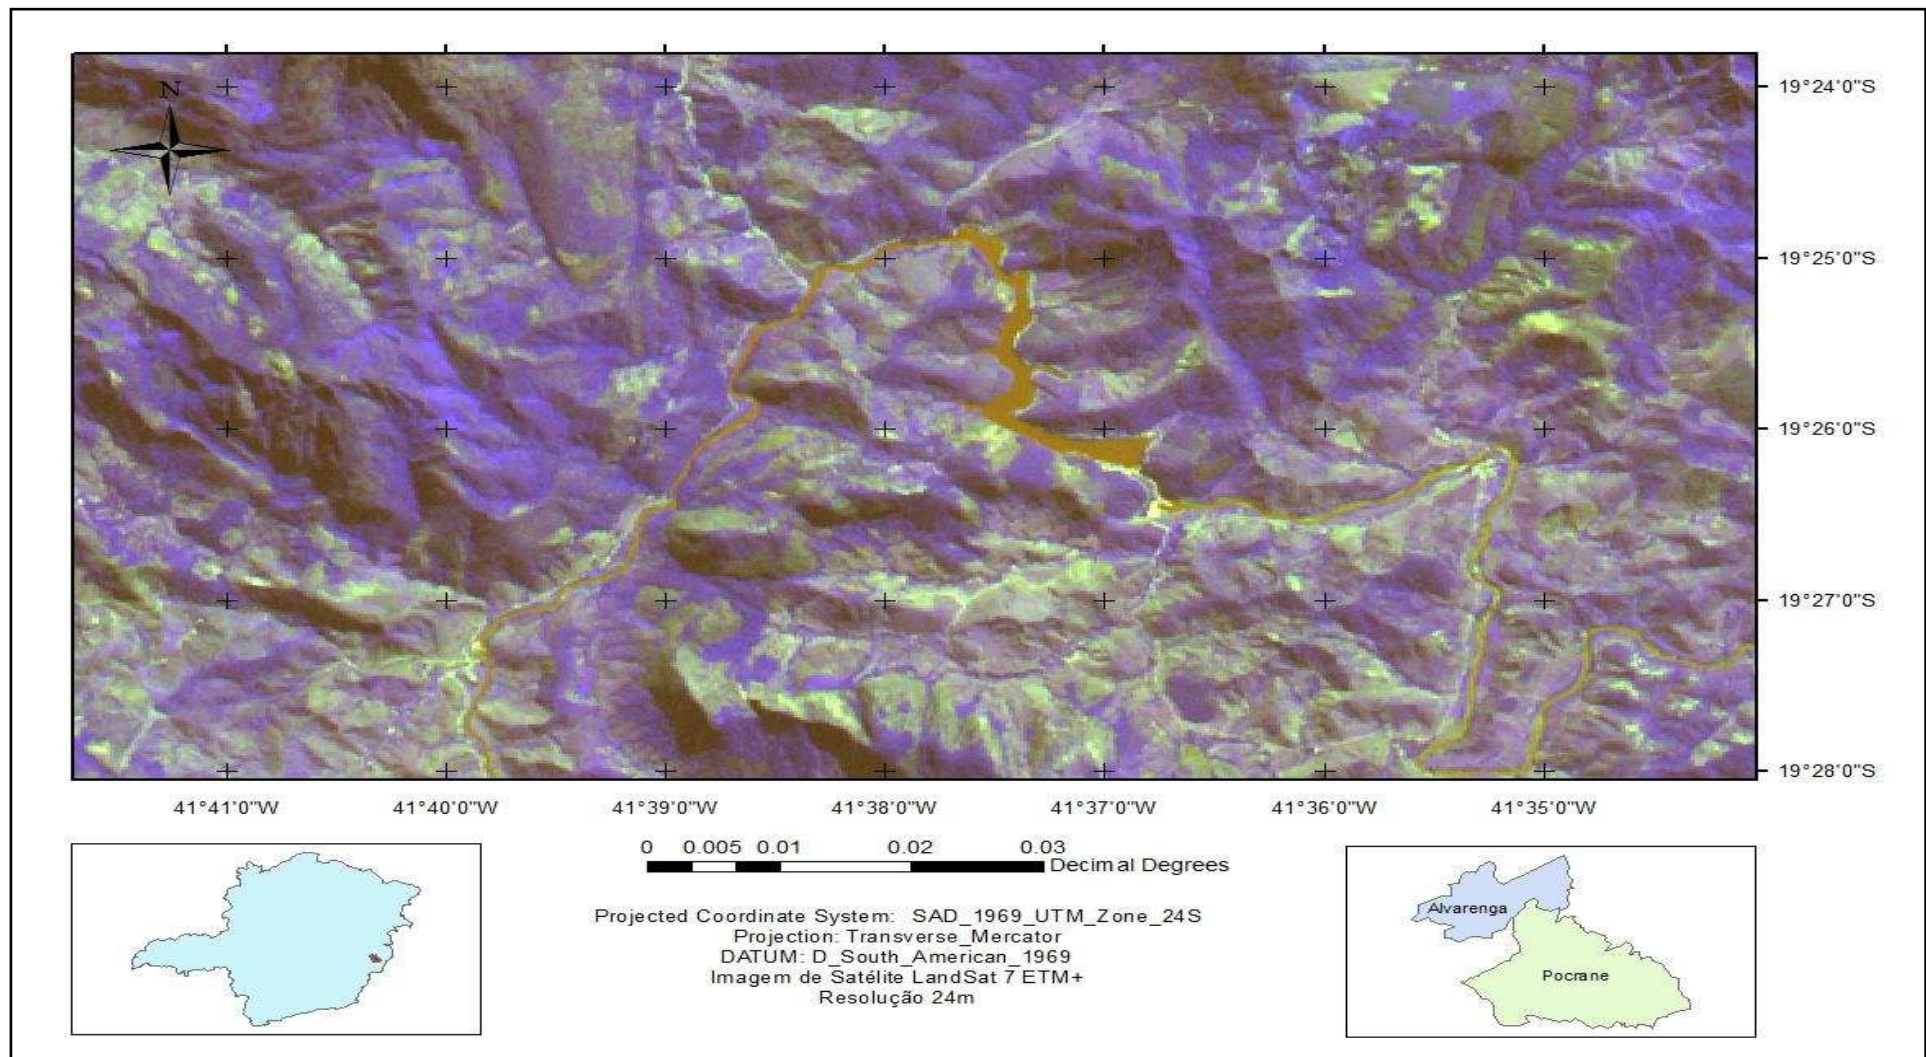 N
19°24'0"S
19°25'0"S
19°26'0"S
19°27'0"S
19°28'0"S
41°41'0"W 41°40'0"W 41°39'0"W 41°38'0"W 41°37'0"W 41°36'0"W 41°35'0"W
0 0.005 0.01 0.02 0.03
Decimal Degrees
Projected Coordinate System: SAD_1969_UTM_Zone_24S
Projection: Transverse_Mercator
DATUM: D_South_American_1969
Imagem de Satélite LandSat 7 ETM+
Resolução 24m
Alvarenga
Pocrane